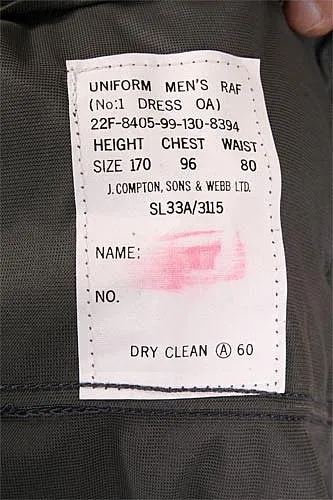 UNIFORM MEN'S RAF
(No:1 DRESS OA)
22F-8405-99-130-8394
HEIGHT CHEST WAIST
SIZE 170 96 80
J. COMPTON, SONS & WEBB LTD.
SL33A/3115
NAME:
NO.
DRY CLEAN Ⓐ 60